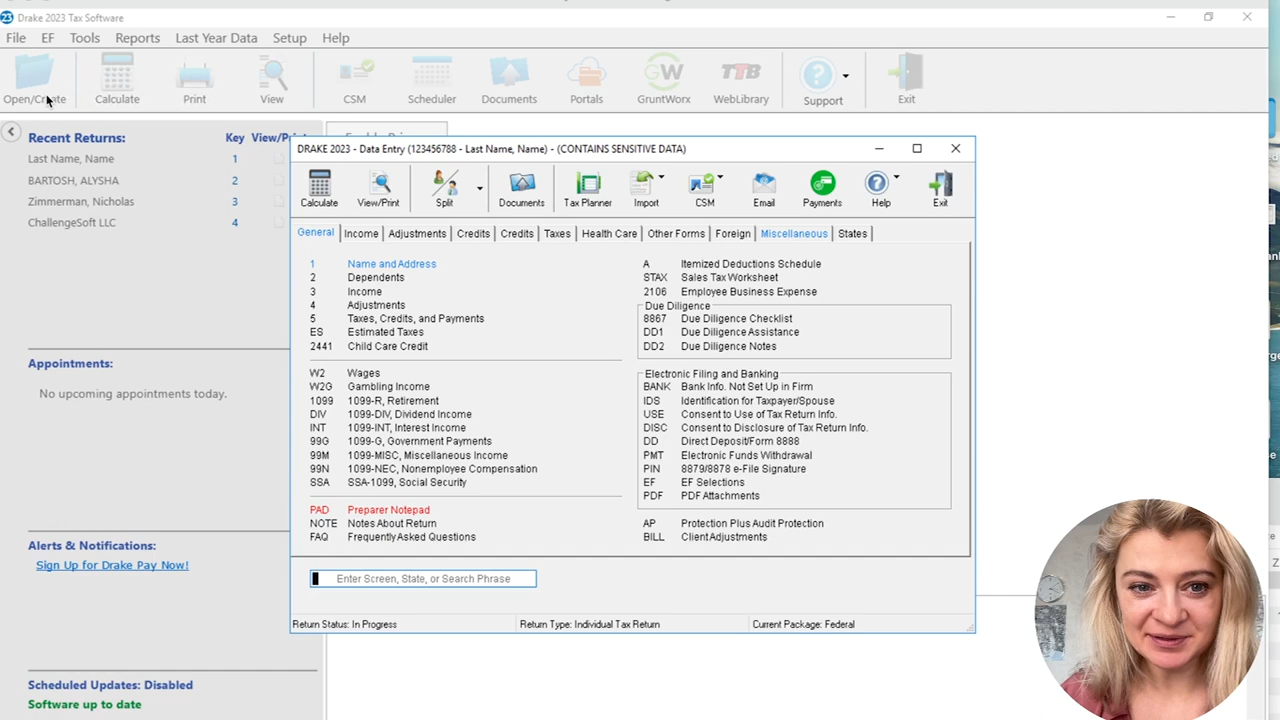 23 Drake 2023 Tax Software
File EF Tools Reports Last Year Data Setup Help
Open/Create Calculate Print View CSM Scheduler Documents Portals GruntWorx WebLibrary Support Exit
GW
TTB
Recent Returns: Key
Last Name, Name 1
BARTOSH, ALYSHA 2
Zimmerman, Nicholas 3
ChallengeSoft LLC 4
Appointments:
No upcoming appointments today.
Alerts & Notifications:
Sign Up for Drake Pay Now!
Scheduled Updates: Disabled
Software up to date
DRAKE 2023 - Data Entry (123456788 - Last Name, Name) - (CONTAINS SENSITIVE DATA)
Calculate View/Print Split Documents Tax Planner Import CSM Email Payments Help Exit
General Income Adjustments Credits Credits Taxes Health Care Other Forms Foreign Miscellaneous States
1 Name and Address
2 Dependents
3 Income
4 Adjustments
5 Taxes, Credits, and Payments
ES Estimated Taxes
2441 Child Care Credit
W2 Wages
W2G Gambling Income
1099 1099-R, Retirement
DIV 1099-DIV, Dividend Income
INT 1099-INT, Interest Income
99G 1099-G, Government Payments
99M 1099-MISC, Miscellaneous Income
99N 1099-NEC, Nonemployee Compensation
SSA SSA-1099, Social Security
PAD Preparer Notepad
NOTE Notes About Return
FAQ Frequently Asked Questions
A Itemized Deductions Schedule
STAX Sales Tax Worksheet
2106 Employee Business Expense
Due Diligence
8867 Due Diligence Checklist
DD1 Due Diligence Assistance
DD2 Due Diligence Notes
Electronic Filing and Banking
BANK Bank Info. Not Set Up in Firm
IDS Identification for Taxpayer/Spouse
USE Consent to Use of Tax Return Info.
DISC Consent to Disclosure of Tax Return Info.
DD Direct Deposit/Form 8888
PMT Electronic Funds Withdrawal
PIN 8879/8878 e-File Signature
EF EF Selections
PDF PDF Attachments
AP Protection Plus Audit Protection
BILL Client Adjustments
Enter Screen, State, or Search Phrase
Return Status: In Progress Return Type: Individual Tax Return Current Package: Federal